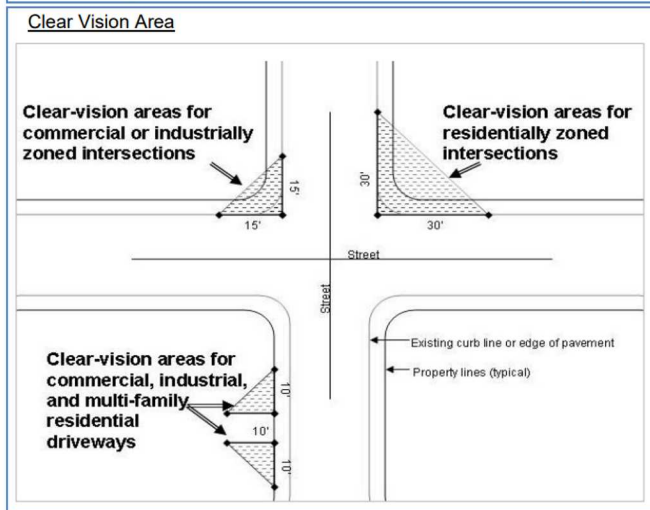 Clear Vision Area
Clear-vision areas for
commercial or industrially
zoned intersections
15'
15'
Clear-vision areas for
residentially zoned
intersections
30'
30'
Street
Street
Existing curb line or edge of pavement
Property lines (typical)
Clear-vision areas for
commercial, industrial,
and multi-family
residential
driveways
10'
10'
10'